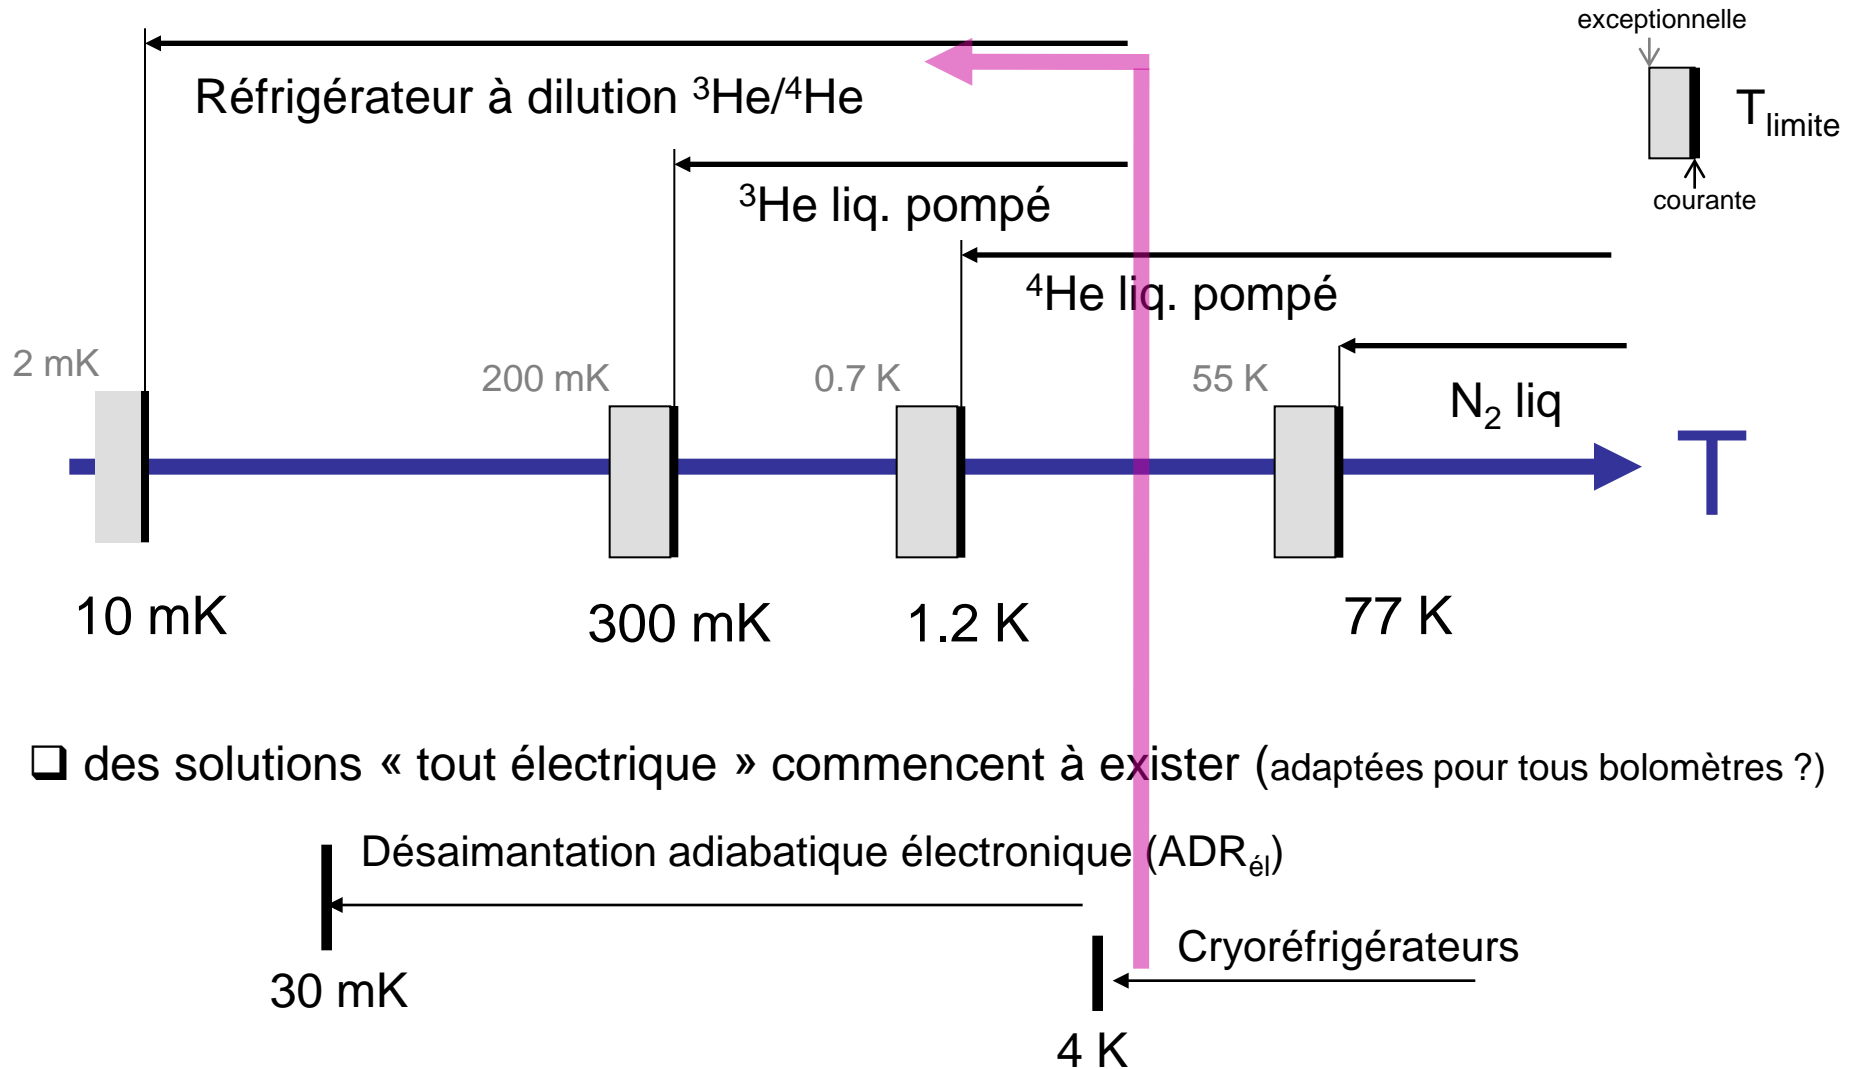 exceptionnelle
Réfrigérateur à dilution ³He/⁴He
T limite
³He liq. pompé
courante
⁴He liq. pompé
2 mK
200 mK
0.7 K
55 K
N₂ liq
T
10 mK
300 mK
1.2 K
77 K
❑ des solutions « tout électrique » commencent à exister (adaptées pour tous bolomètres ?)
Désaimantation adiabatique électronique (ADRél)
Cryoréfrigérateurs
30 mK
4 K